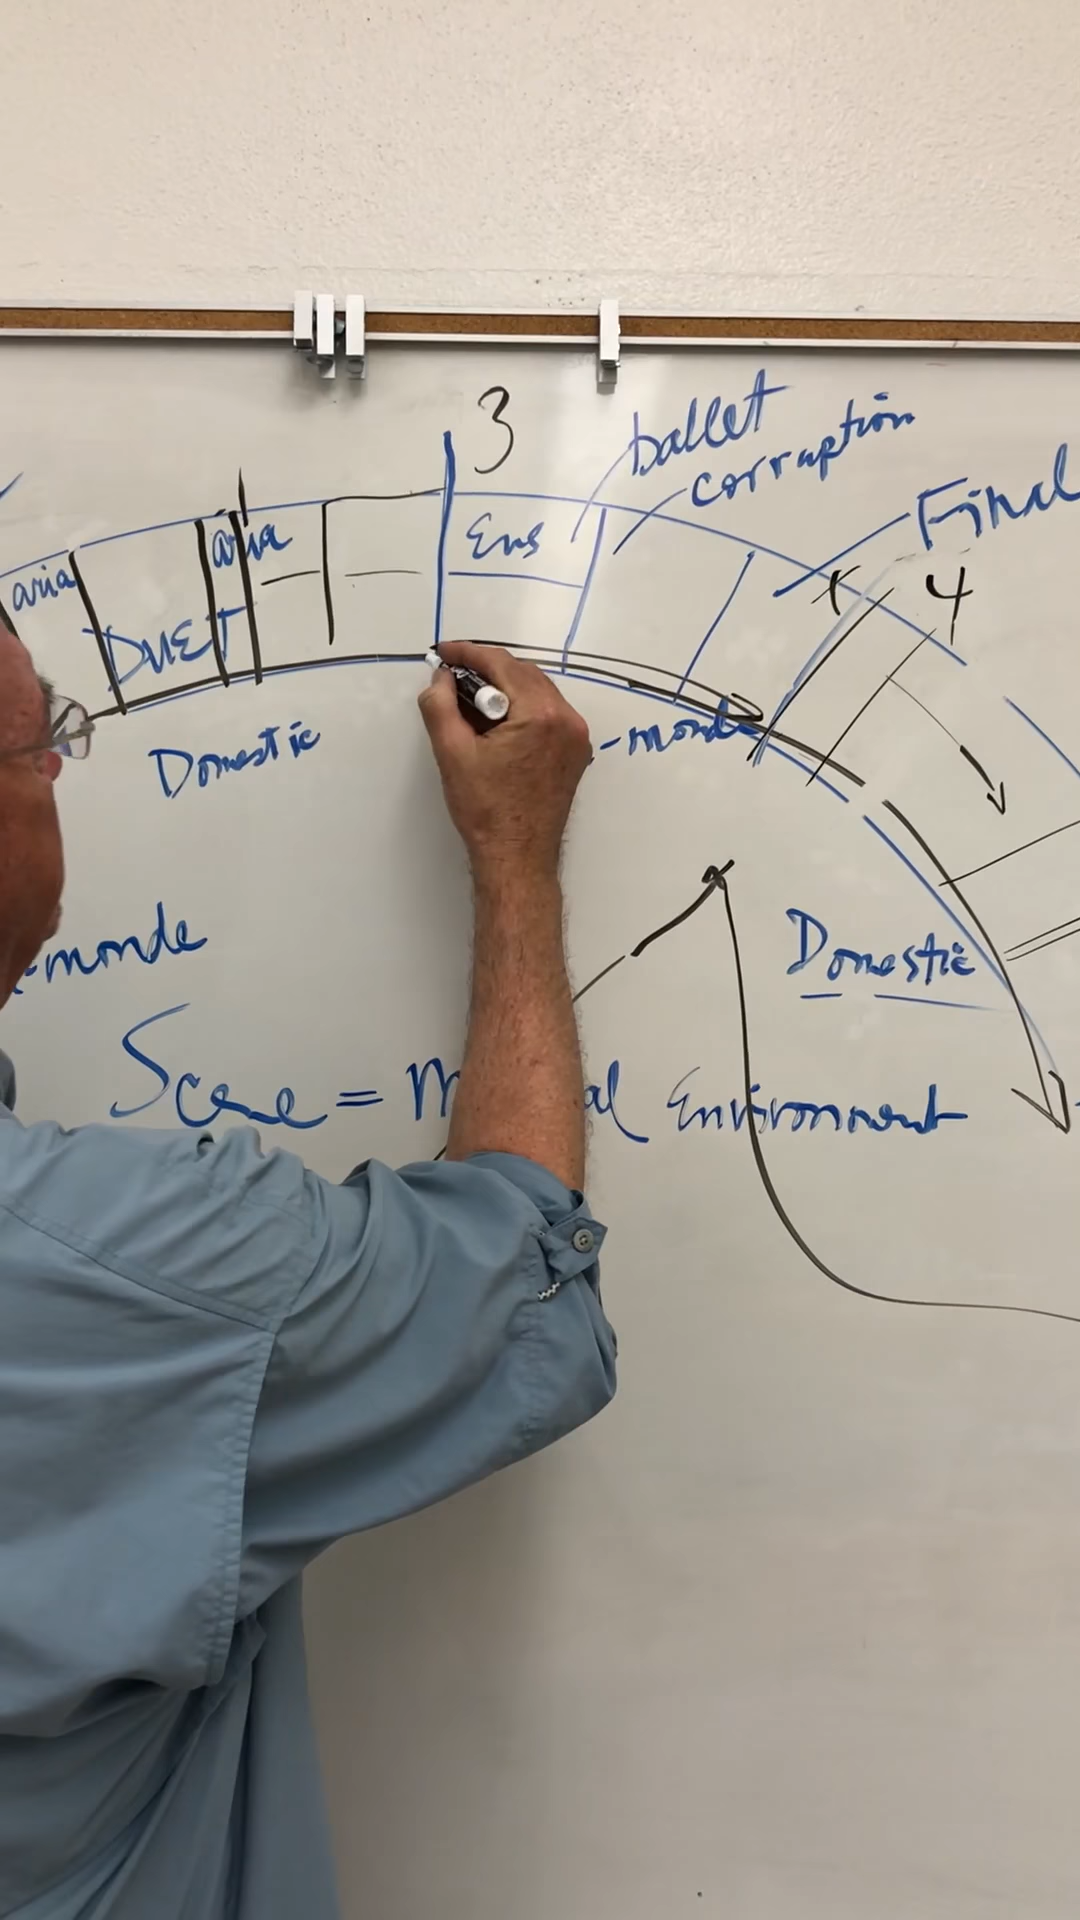 3
ballet
corruption
Final
aria
aria
Ens
x
4
DUET
Domestic
-monde
Domestic
-monde
Scene = M al Environment